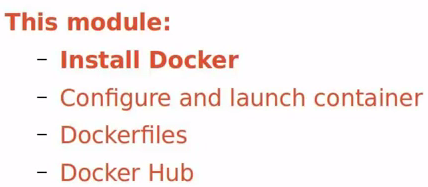 This module:
– Install Docker
– Configure and launch container
– Dockerfiles
– Docker Hub